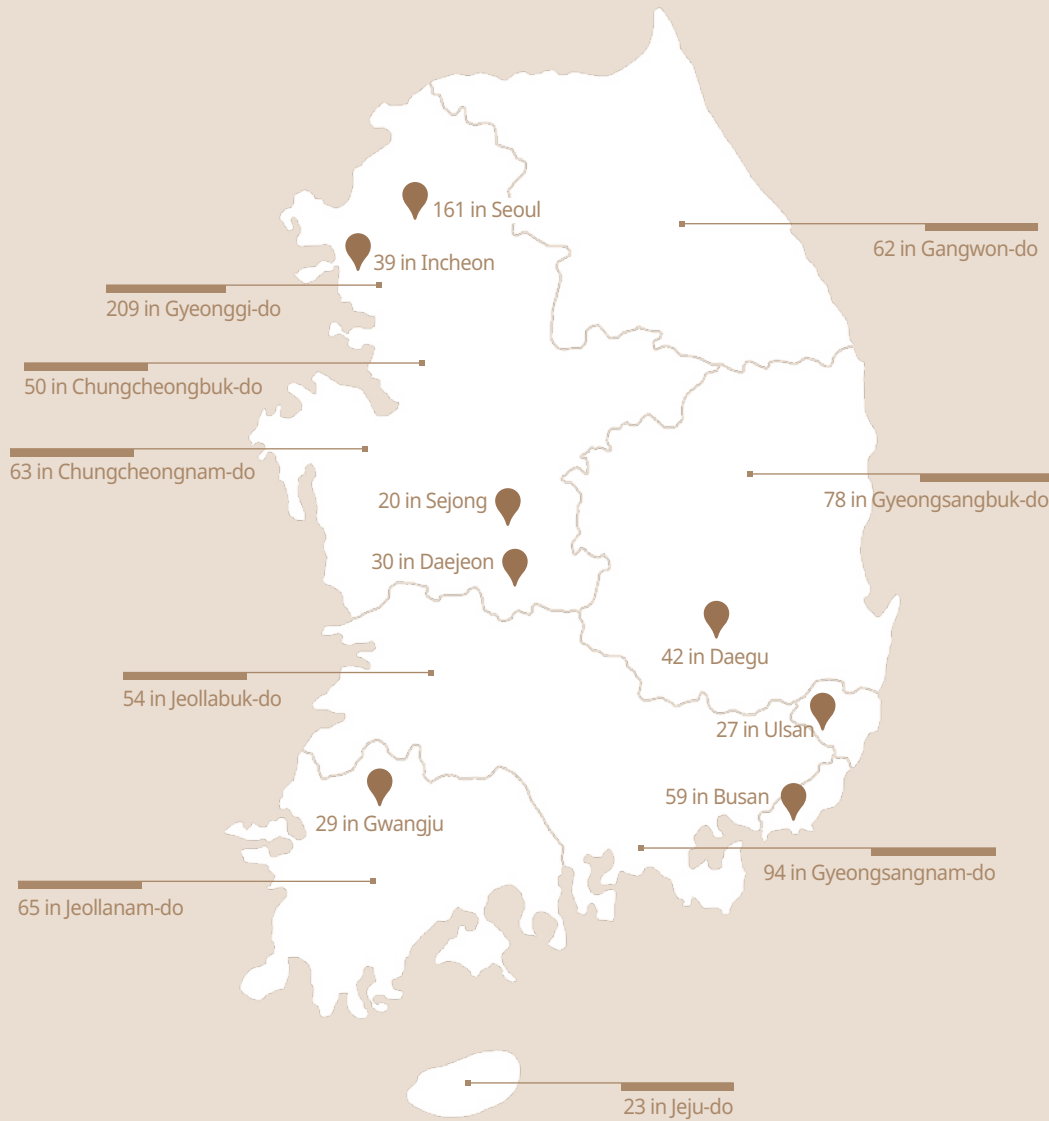 161 in Seoul
62 in Gangwon-do
39 in Incheon
209 in Gyeonggi-do
50 in Chungcheongbuk-do
63 in Chungcheongnam-do
78 in Gyeongsangbuk-do
20 in Sejong
30 in Daejeon
42 in Daegu
54 in Jeollabuk-do
27 in Ulsan
59 in Busan
29 in Gwangju
94 in Gyeongsangnam-do
65 in Jeollanam-do
23 in Jeju-do